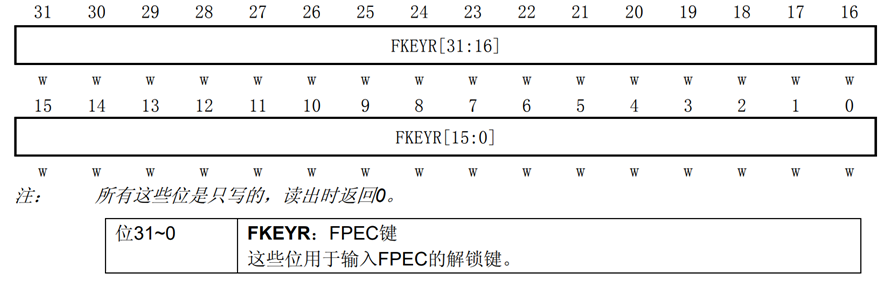 31 30 29 28 27 26 25 24 23 22 21 20 19 18 17 16
FKEYR[31:16]
w w w w w w w w w w w w w w w w
15 14 13 12 11 10 9 8 7 6 5 4 3 2 1 0
FKEYR[15:0]
w w w w w w w w w w w w w w w w
注： 所有这些位是只写的，读出时返回0。
位31~0 FKEYR：FPEC键
这些位用于输入FPEC的解锁键。